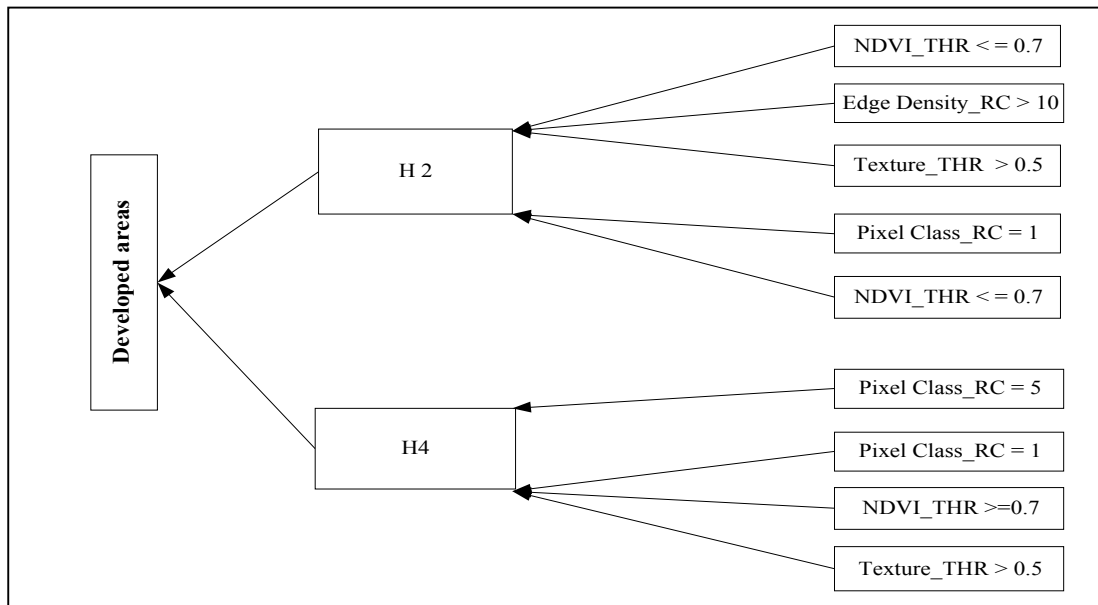 NDVI_THR < = 0.7
Edge Density_RC > 10
Texture_THR > 0.5
Pixel Class_RC = 1
NDVI_THR < = 0.7
H 2
Developed areas
H4
Pixel Class_RC = 5
Pixel Class_RC = 1
NDVI_THR >=0.7
Texture_THR > 0.5